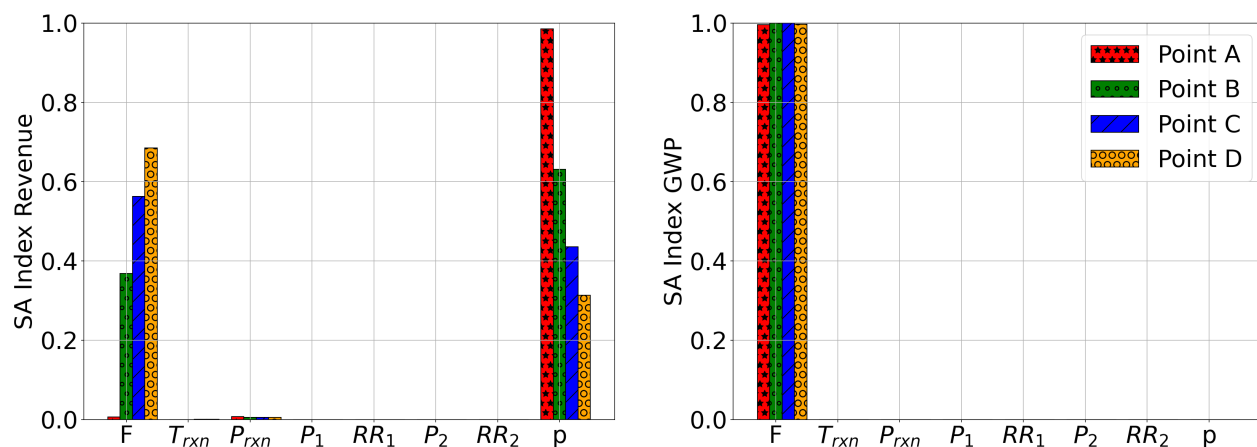 SA Index Revenue
1.0
0.8
0.6
0.4
0.2
0.0
F T_rxn P_rxn P_1 RR_1 P_2 RR_2 p
SA Index GWP
1.0
0.8
0.6
0.4
0.2
0.0
F T_rxn P_rxn P_1 RR_1 P_2 RR_2 p
Point A
Point B
Point C
Point D